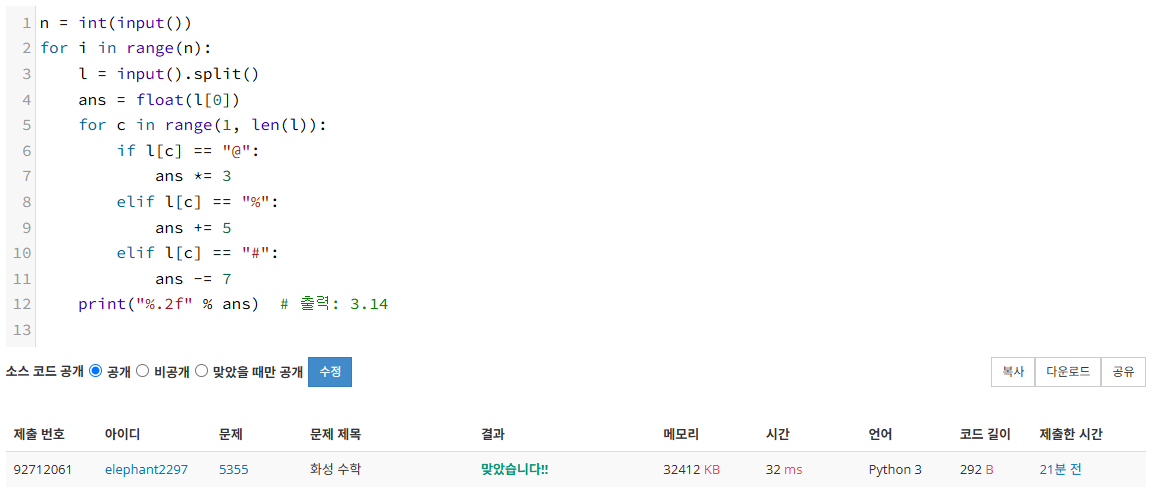 1 n = int(input())
2 for i in range(n):
3 l = input().split()
4 ans = float(l[0])
5 for c in range(1, len(l)):
6 if l[c] == "@":
7 ans *= 3
8 elif l[c] == "%":
9 ans += 5
10 elif l[c] == "#":
11 ans -= 7
12 print("%.2f" % ans)  # 출력: 3.14
13
소스 코드 공개 공개 비공개 맞았을 때만 공개 수정 복사 다운로드 공유
제출 번호 아이디 문제 문제 제목 결과 메모리 시간 언어 코드 길이 제출한 시간
92712061 elephant2297 5355 화성 수학 맞았습니다!! 32412 KB 32 ms Python 3 292 B 21분 전